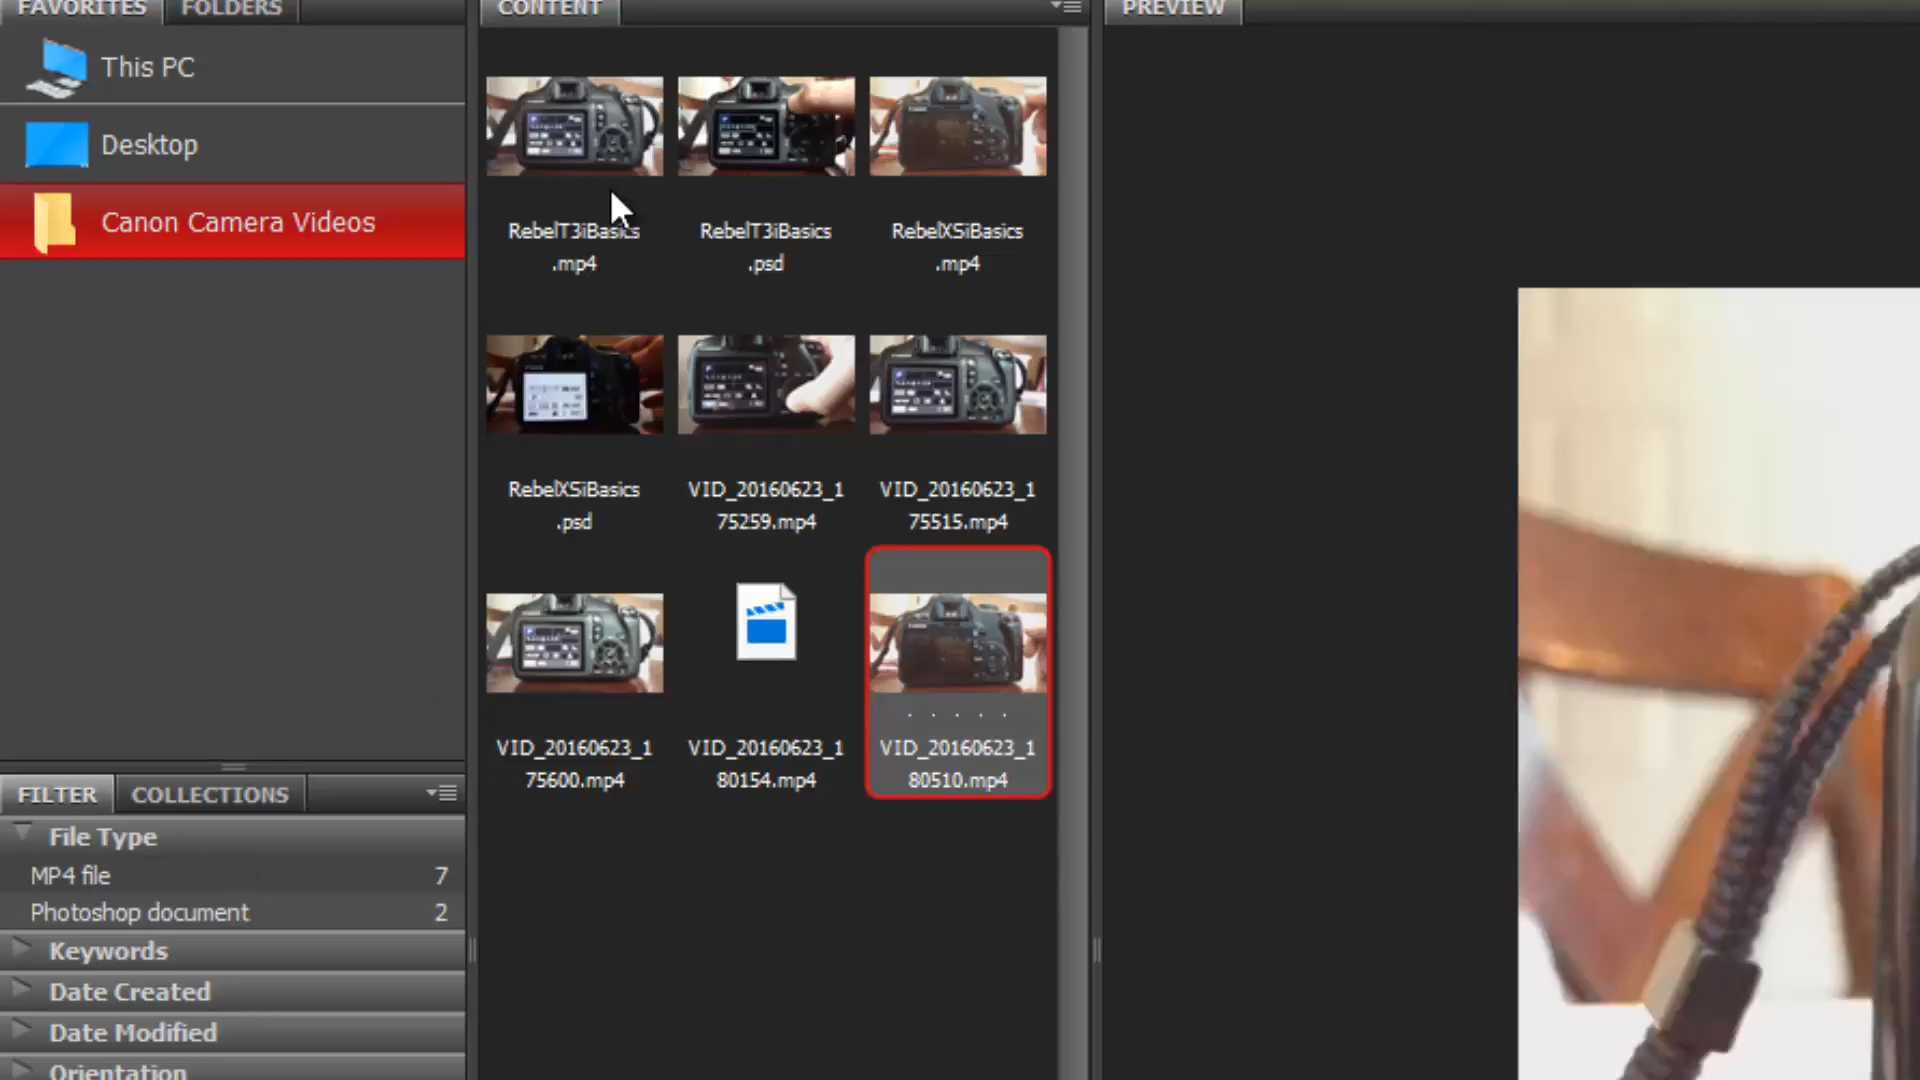 FAVORITES FOLDERS
This PC
Desktop
Canon Camera Videos
CONTENT
RebelT3iBasics
.mp4
RebelT3iBasics
.psd
RebelXSiBasics
.mp4
RebelXSiBasics
.psd
VID_20160623_1
75259.mp4
VID_20160623_1
75515.mp4
VID_20160623_1
75600.mp4
VID_20160623_1
80154.mp4
VID_20160623_1
80510.mp4
PREVIEW
FILTER COLLECTIONS
File Type
MP4 file 7
Photoshop document 2
Keywords
Date Created
Date Modified
Orientation